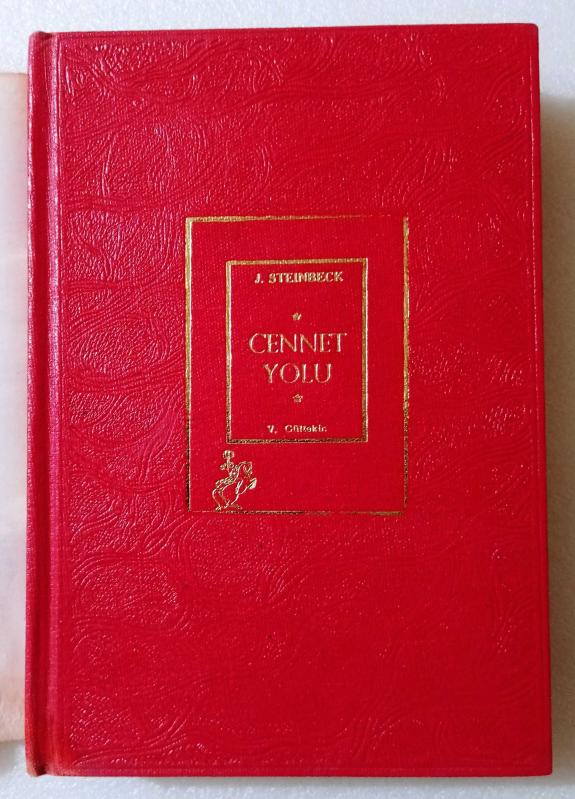 J. STEINBECK
CENNET
YOLU
V. Gültekin